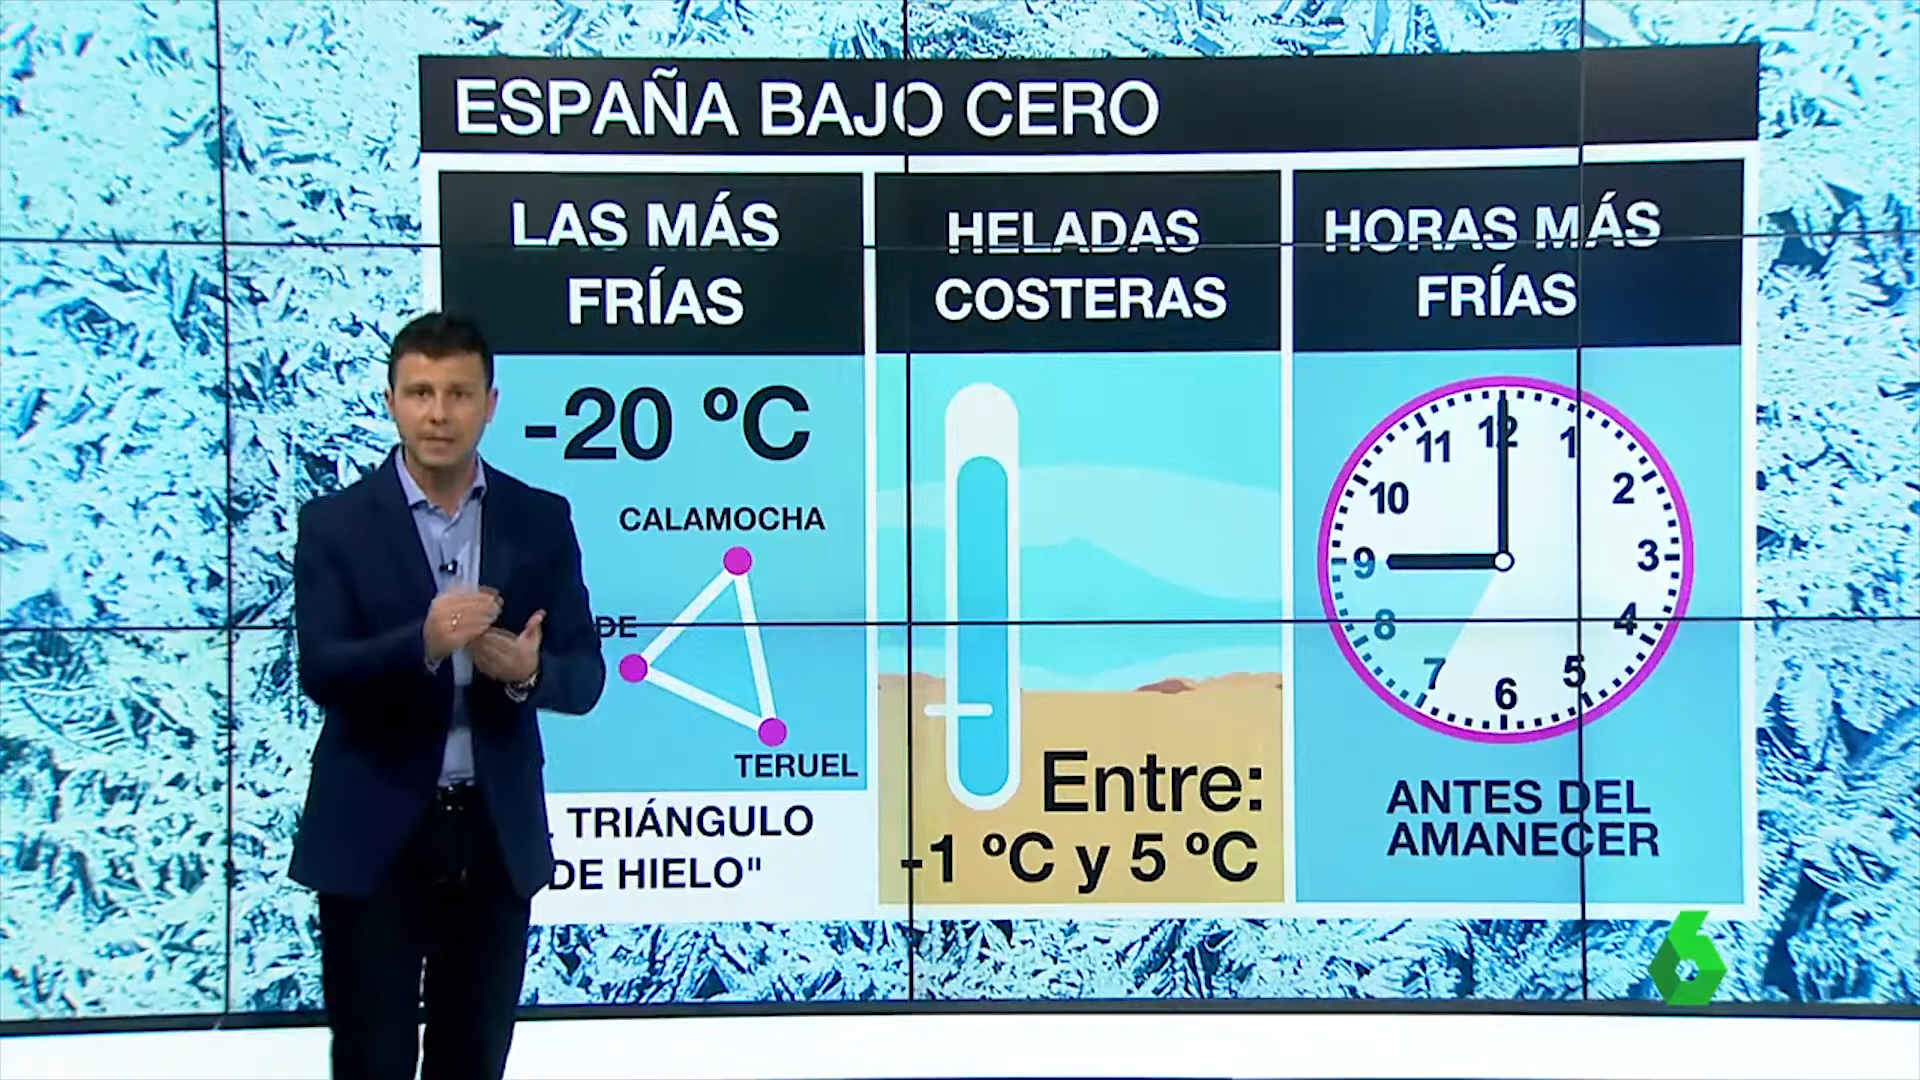 ESPAÑA BAJO CERO
LAS MÁS
FRÍAS
-20 ºC
CALAMOCHA
DE
TERUEL
TRIÁNGULO
DE HIELO"
HELADAS
COSTERAS
Entre:
-1 ºC y 5 ºC
HORAS MÁS
FRÍAS
12
1
2
3
4
5
6
7
8
9
10
11
ANTES DEL
AMANECER
6